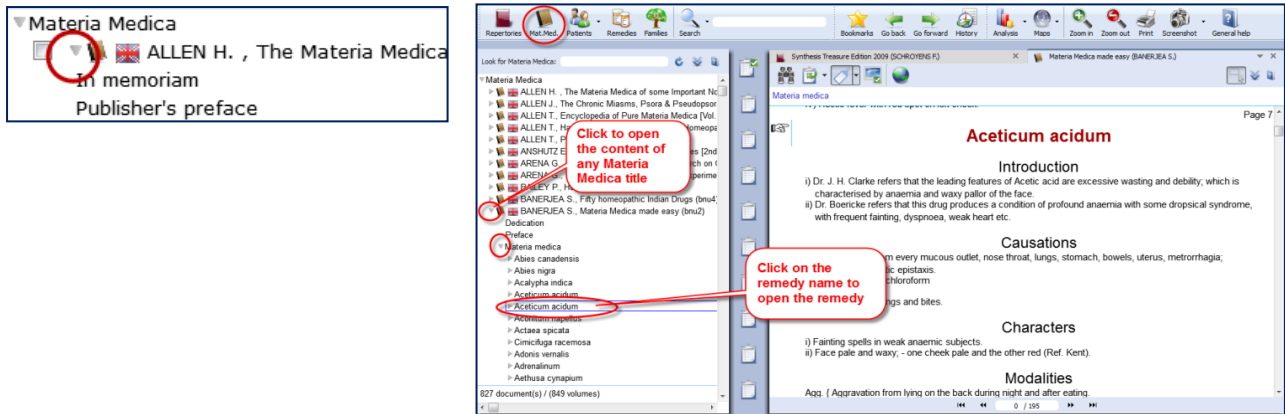 Materia Medica
ALLEN H. , The Materia Medica
In memoriam
Publisher's preface
Repertories Mat.Med. Patients Remedies Families Search Bookmarks Go back Go forward History Analysis Maps Zoom in Zoom out Print Screenshot General help
Look for Materia Medica:
Materia Medica
ALLEN H. , The Materia Medica of some Important No
ALLEN J., The Chronic Miasms, Psora & Pseudopsor
ALLEN T., Encyclopedia of Pure Materia Medica [Vol.
ALLEN T., Ha
ALLEN T., P
ANSHUTZ E
ARENA G.,
ARENA G.,
BAILEY P., H
BANERJEA S., Fifty homeopathic Indian Drugs (bnu4)
BANERJEA S., Materia Medica made easy (bnu2)
Dedication
Preface
Materia medica
Abies canadensis
Abies nigra
Acalypha indica
Aceticum acidum
Aceticum acidum
Aconitum napellus
Actaea spicata
Cimicifuga racemosa
Adonis vernalis
Adrenalinum
Aethusa cynapium
827 document(s) / (849 volumes)
Click to open
the content of
any Materia
Medica title
Click on the
remedy name to
open the remedy
Synthesis Treasure Edition 2009 (SCHROYENS F.)
Materia Medica made easy (BANERJEA S.)
Materia medica
Page 7
Aceticum acidum
Introduction
i) Dr. J. H. Clarke refers that the leading features of Acetic acid are excessive wasting and debility; which is
characterised by anaemia and waxy pallor of the face.
ii) Dr. Boericke refers that this drug produces a condition of profound anaemia with some dropsical syndrome,
with frequent fainting, dyspnoea, weak heart etc.
Causations
m every mucous outlet, nose throat, lungs, stomach, bowels, uterus, metrorrhagia;
tic epistaxis.
chloroform
ngs and bites.
Characters
i) Fainting spells in weak anaemic subjects.
ii) Face pale and waxy; - one cheek pale and the other red (Ref. Kent).
Modalities
Agg. { Aggravation from lying on the back during night and after eating.
0 / 195